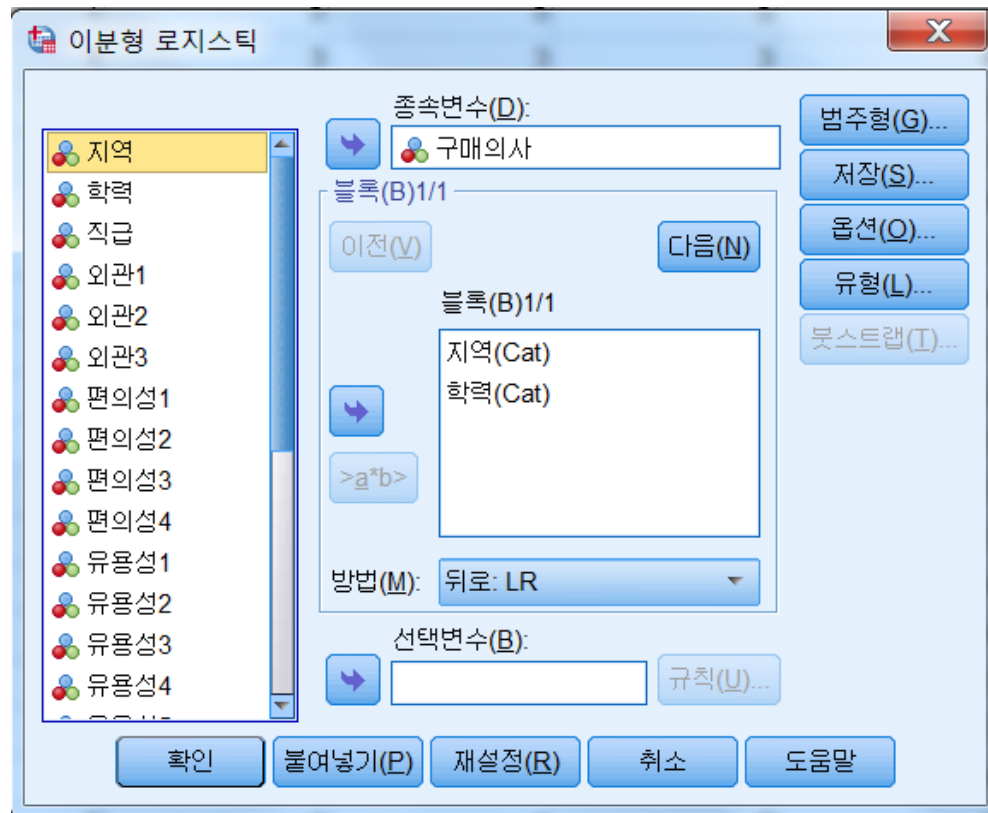 이분형 로지스틱
지역
학력
직급
외관1
외관2
외관3
편의성1
편의성2
편의성3
편의성4
유용성1
유용성2
유용성3
유용성4
종속변수(D):
구매의사
블록(B)1/1
이전(V)
다음(N)
블록(B)1/1
지역(Cat)
학력(Cat)
>a*b>
방법(M): 뒤로: LR
선택변수(B):
규칙(U)...
범주형(G)...
저장(S)...
옵션(O)...
유형(L)...
붓스트랩(T)...
확인 붙여넣기(P) 재설정(R) 취소 도움말